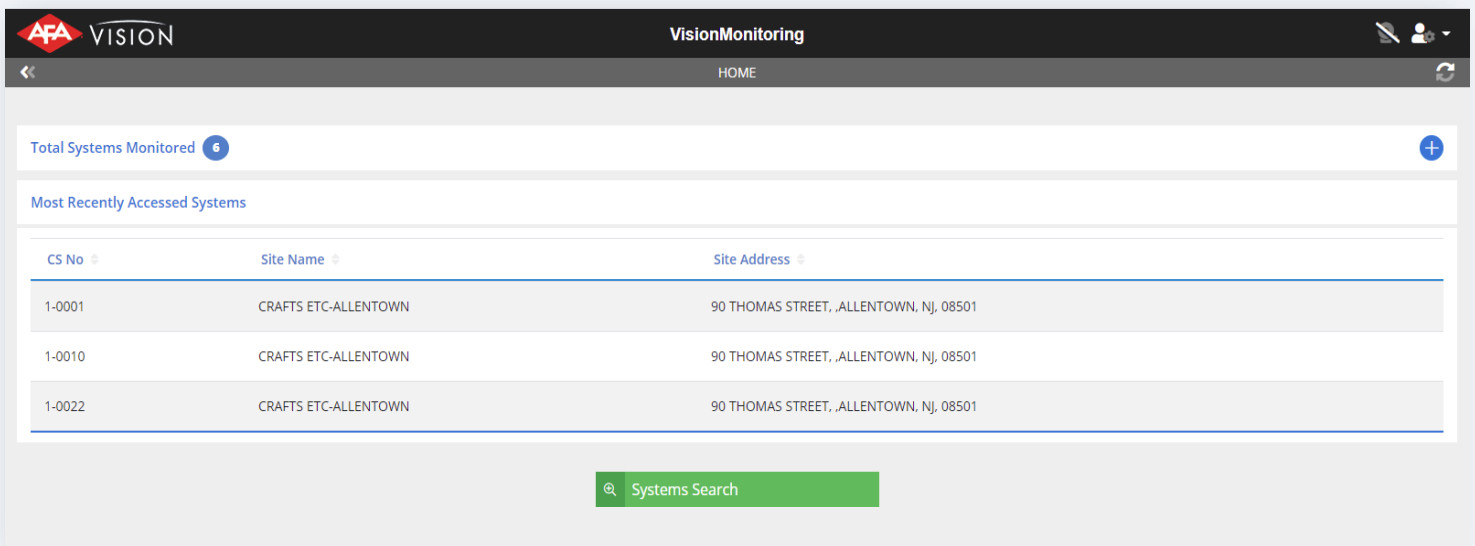 AFA VISION VisionMonitoring
HOME
Total Systems Monitored 6
Most Recently Accessed Systems
CS No Site Name Site Address
1-0001 CRAFTS ETC-ALLENTOWN 90 THOMAS STREET, ,ALLENTOWN, NJ, 08501
1-0010 CRAFTS ETC-ALLENTOWN 90 THOMAS STREET, ,ALLENTOWN, NJ, 08501
1-0022 CRAFTS ETC-ALLENTOWN 90 THOMAS STREET, ,ALLENTOWN, NJ, 08501
Systems Search